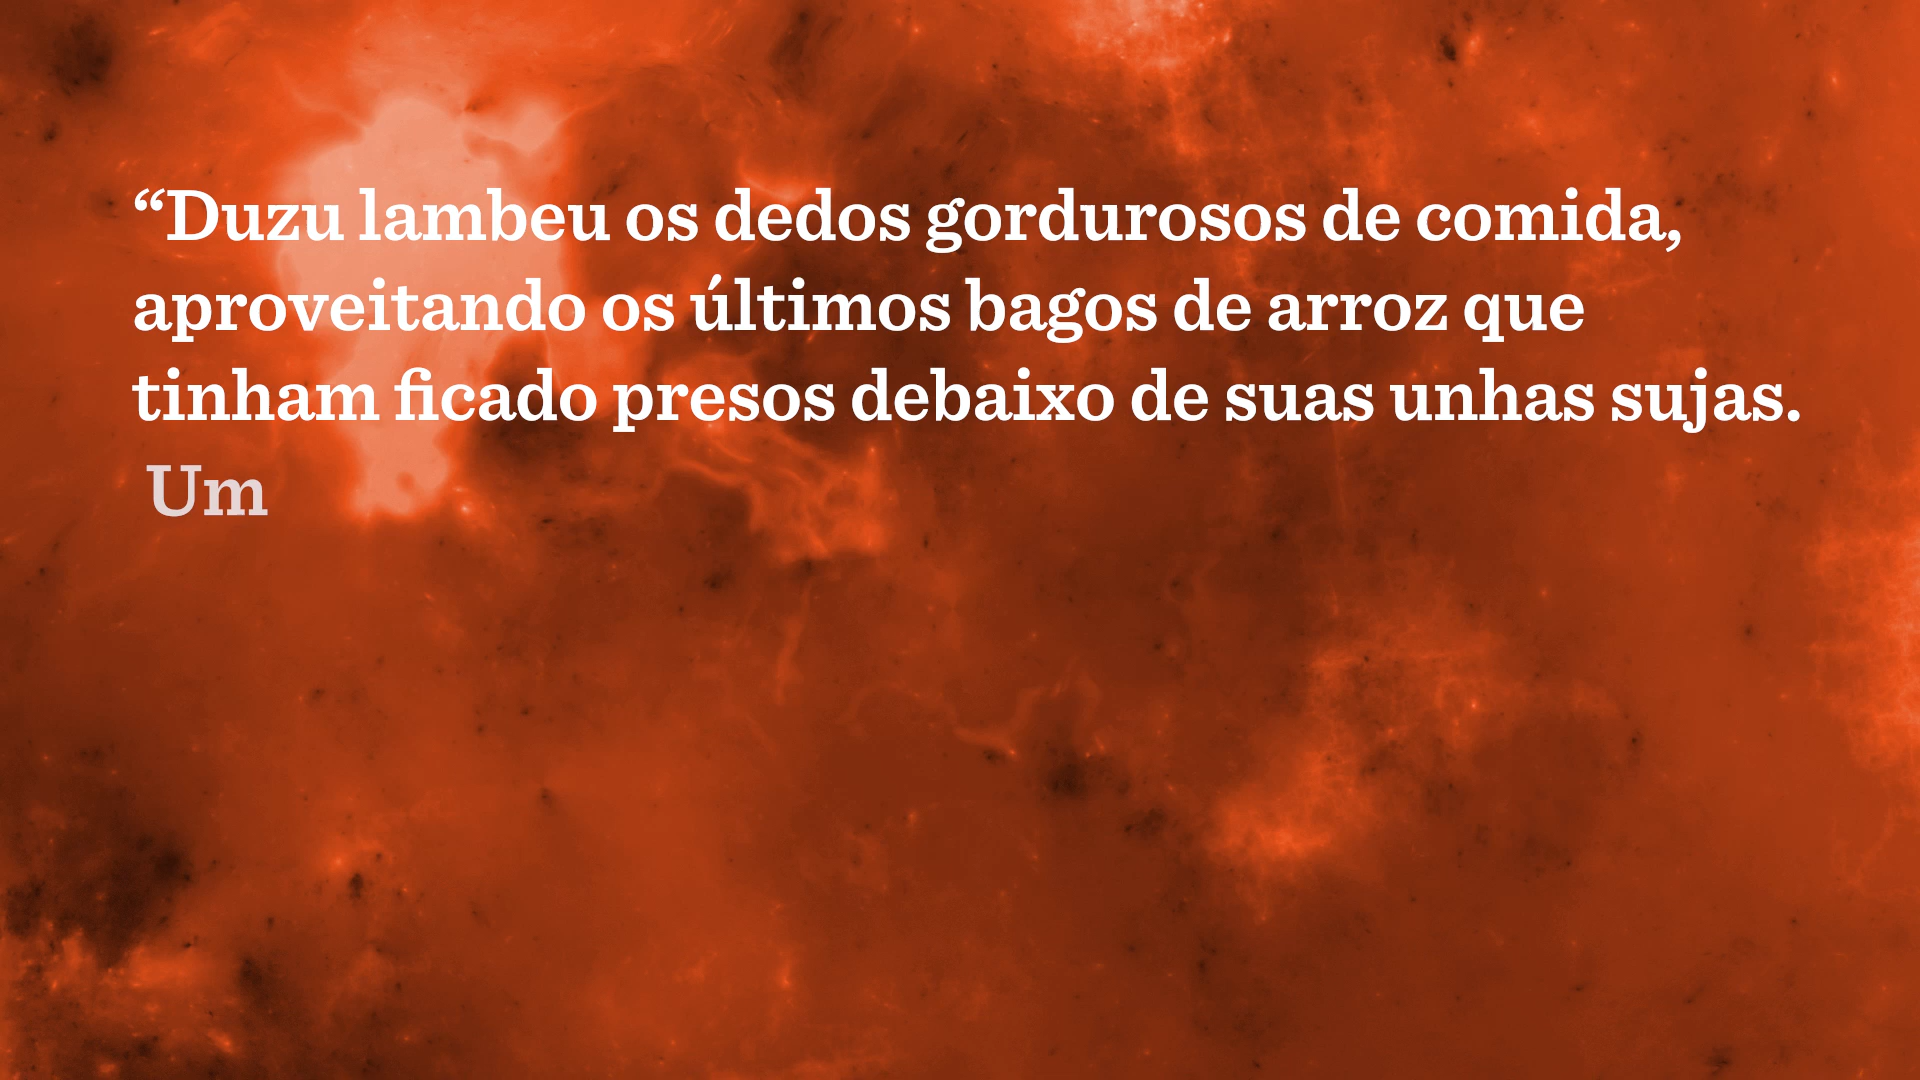 “Duzu lambeu os dedos gordurosos de comida,
aproveitando os últimos bagos de arroz que
tinham ficado presos debaixo de suas unhas sujas.
Um